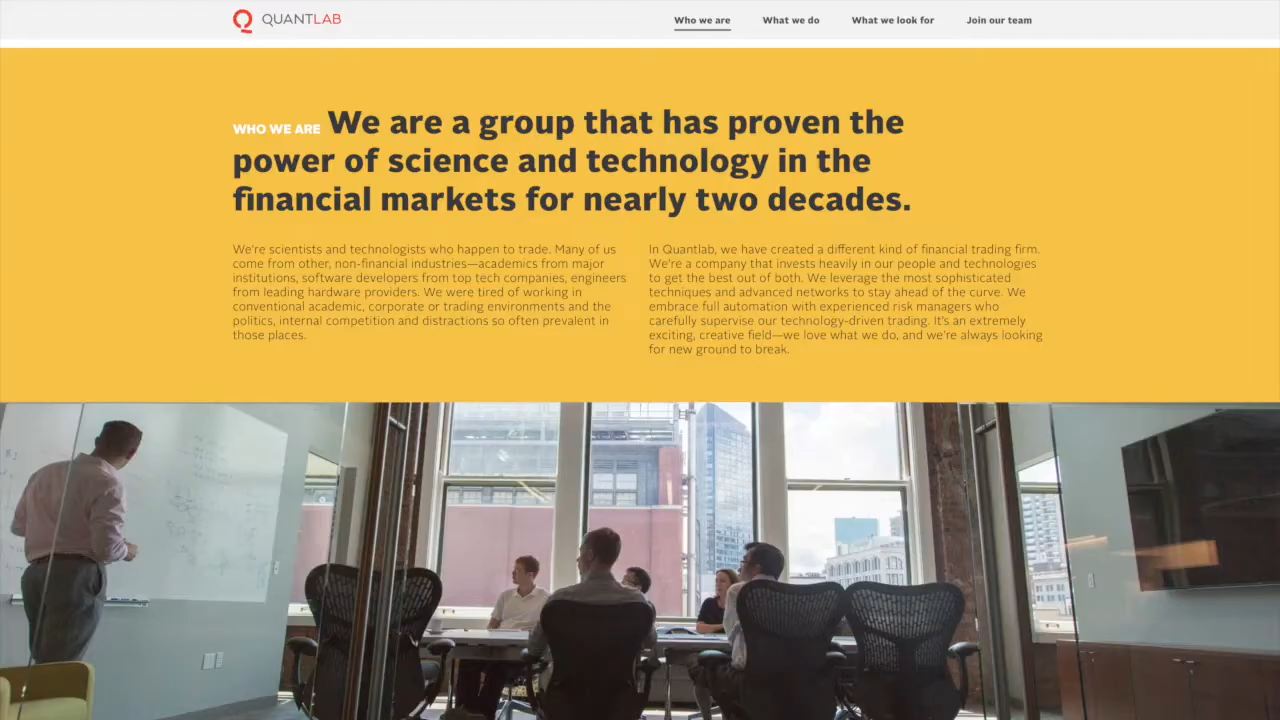 QUANTLAB
Who we are
What we do
What we look for
Join our team
WHO WE ARE We are a group that has proven the
power of science and technology in the
financial markets for nearly two decades.
We're scientists and technologists who happen to trade. Many of us
come from other, non-financial industries—academics from major
institutions, software developers from top tech companies, engineers
from leading hardware providers. We were tired of working in
conventional academic, corporate or trading environments and the
politics, internal competition and distractions so often prevalent in
those places.
In Quantlab, we have created a different kind of financial trading firm.
We're a company that invests heavily in our people and technologies
to get the best out of both. We leverage the most sophisticated
techniques and advanced networks to stay ahead of the curve. We
embrace full automation with experienced risk managers who
carefully supervise our technology-driven trading. It's an extremely
exciting, creative field—we love what we do, and we're always looking
for new ground to break.